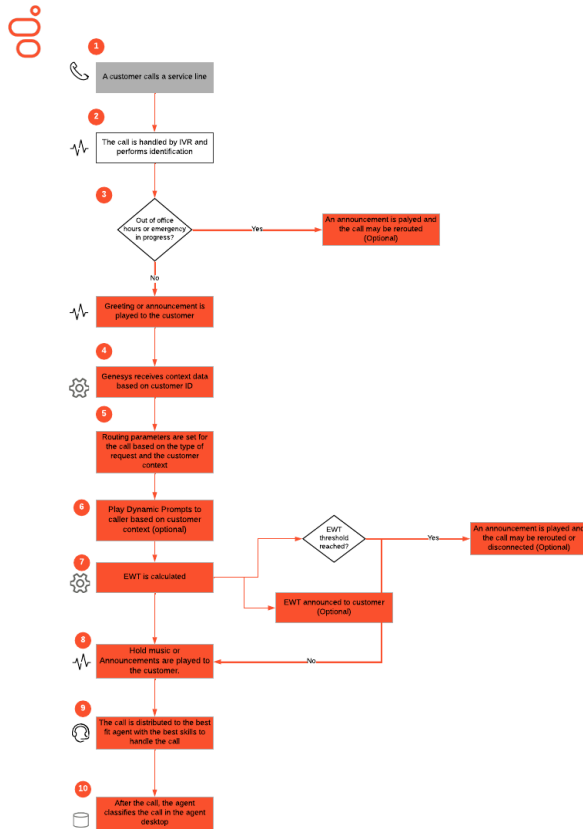 1
A customer calls a service line
2
The call is handled by IVR and
performs identification
3
Out of office
hours or emergency
in progress?
Yes
An announcement is palyed and
the call may be rerouted
(Optional)
No
Greeting or announcement is
played to the customer
4
Genesys receives context data
based on customer ID
5
Routing parameters are set for
the call based on the type of
request and the customer
context
6
Play Dynamic Prompts to
caller based on customer
context (optional)
EWT
threshold
reached?
Yes
An announcement is played and
the call may be rerouted or
disconnected (Optional)
7
EWT is calculated
EWT announced to customer
(Optional)
8
Hold music or
Announcements are played to
the customer.
No
9
The call is distributed to the best
fit agent with the best skills to
handle the call
10
After the call, the agent
classifies the call in the agent
desktop